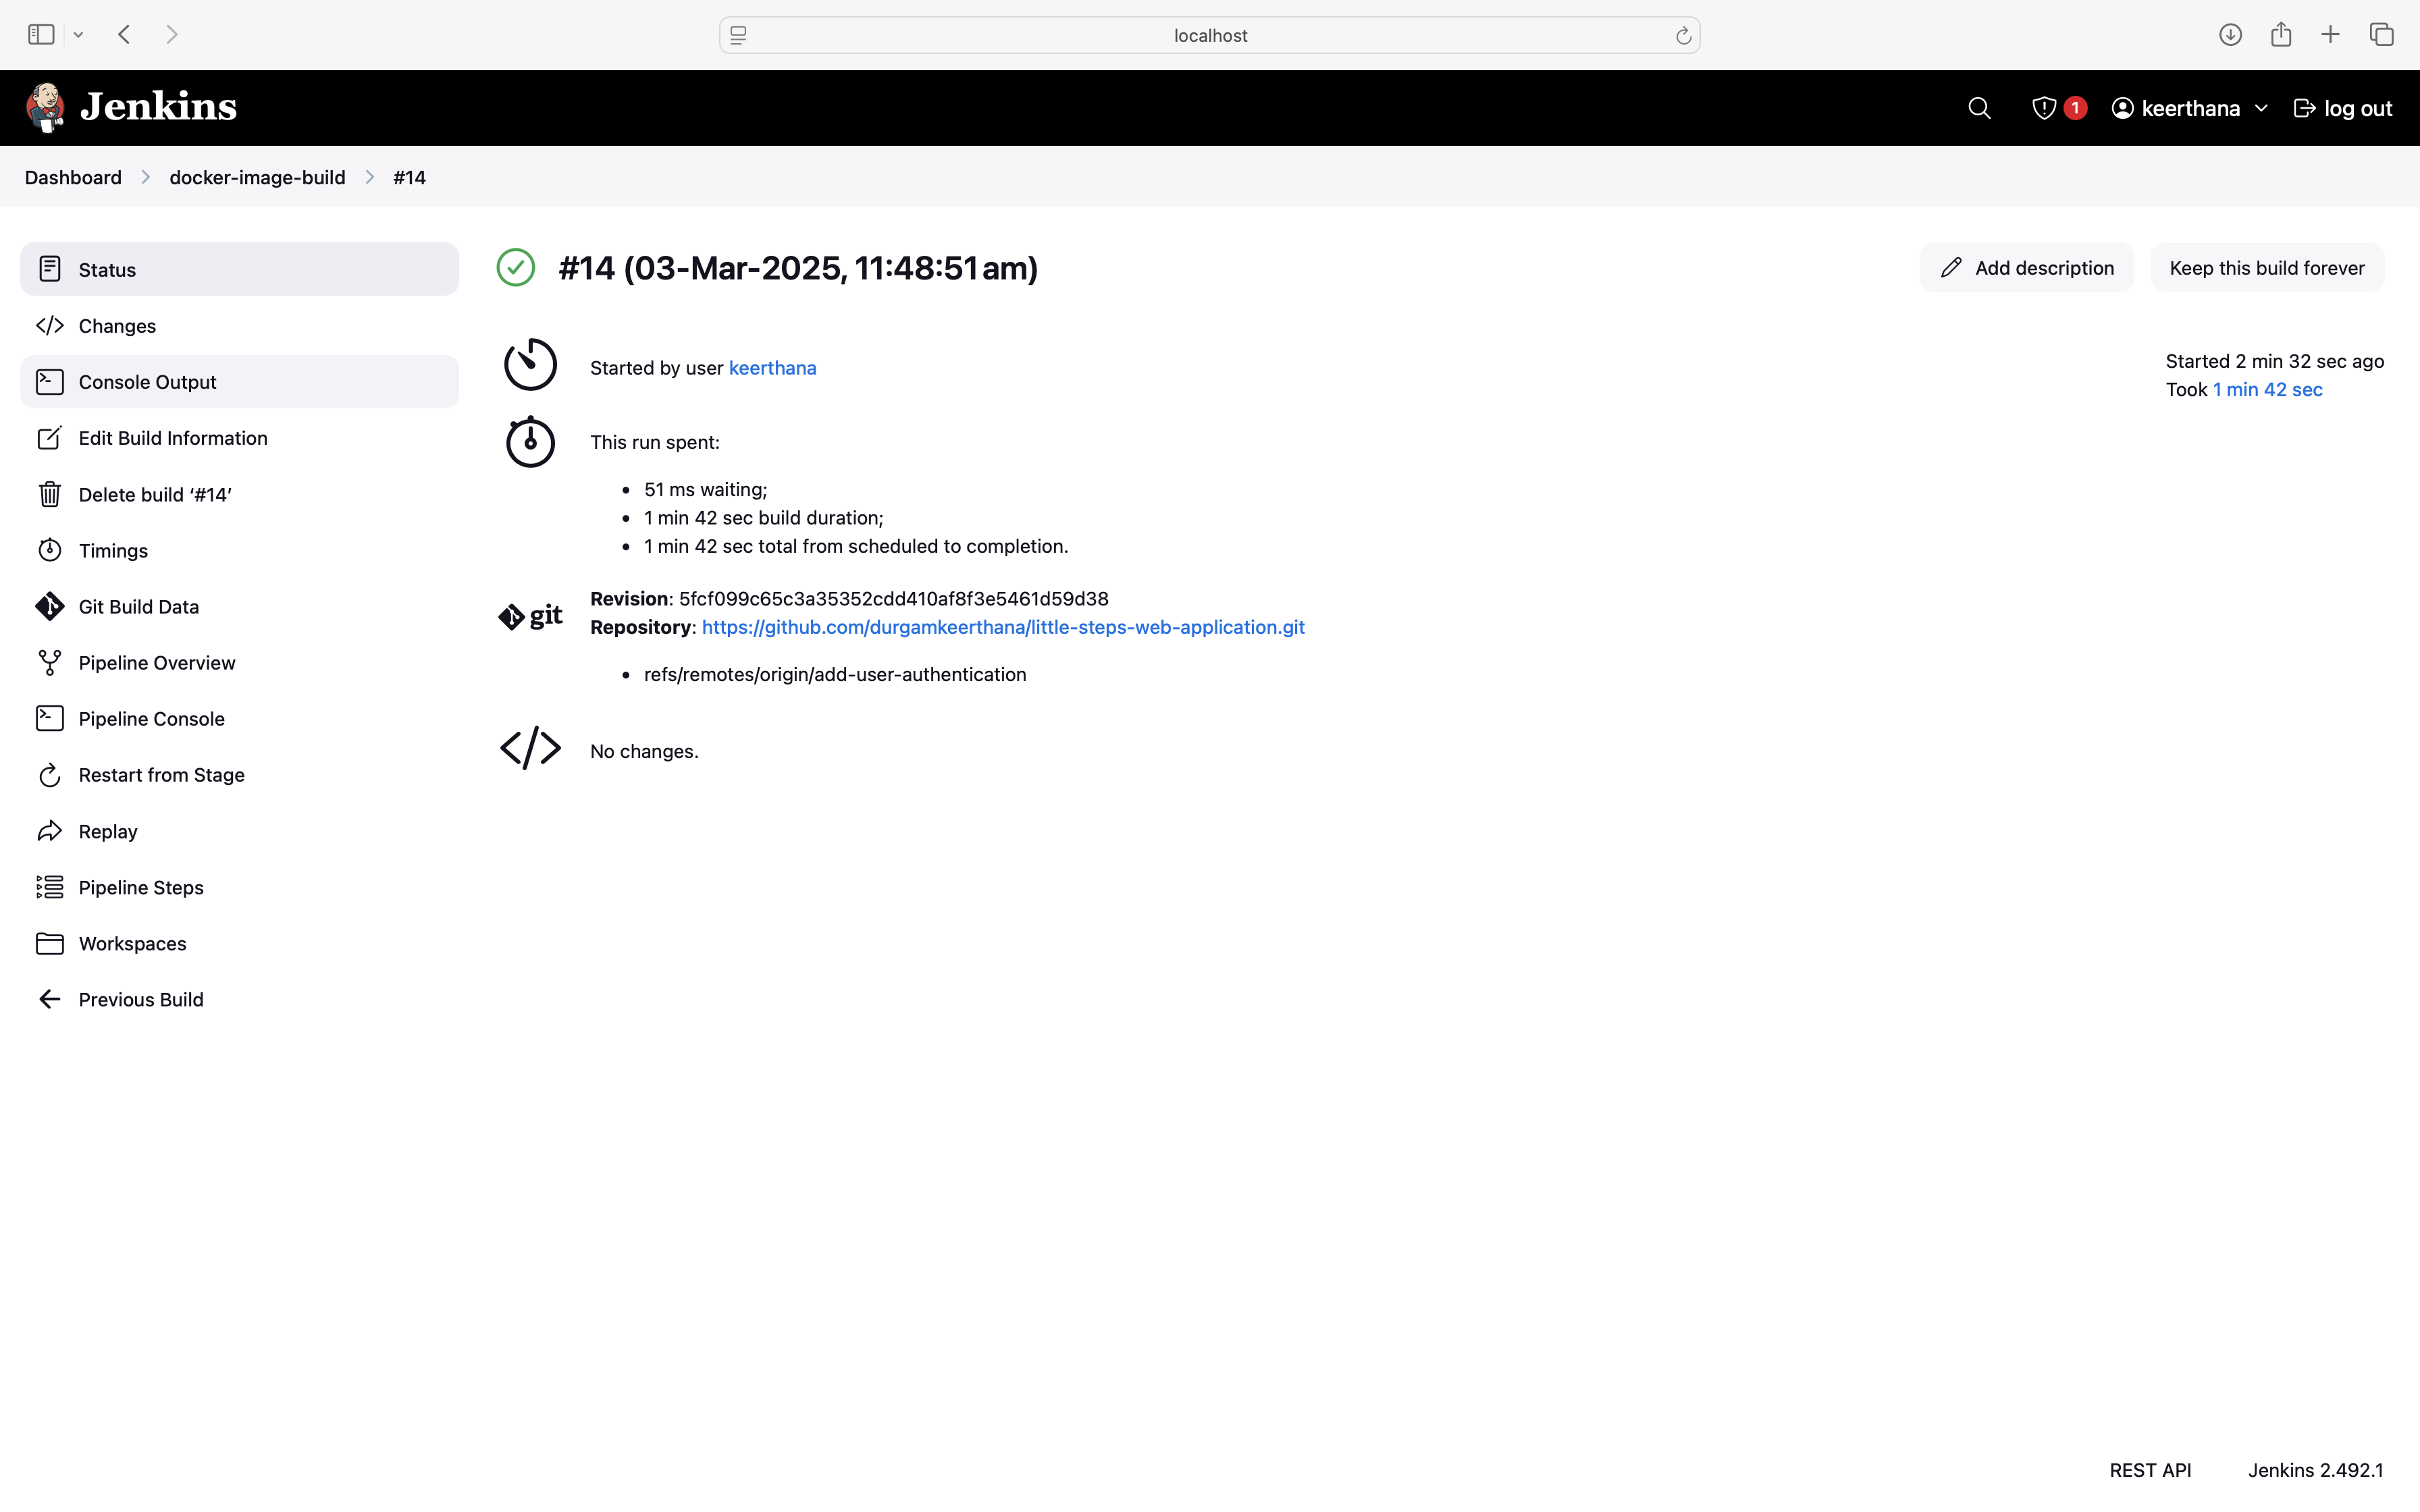 localhost
Jenkins
1
keerthana
log out
Dashboard
docker-image-build
#14
Status
Changes
Console Output
Edit Build Information
Delete build ‘#14’
Timings
Git Build Data
Pipeline Overview
Pipeline Console
Restart from Stage
Replay
Pipeline Steps
Workspaces
Previous Build
#14 (03-Mar-2025, 11:48:51 am)
Add description
Keep this build forever
Started by user keerthana
Started 2 min 32 sec ago
Took 1 min 42 sec
This run spent:
51 ms waiting;
1 min 42 sec build duration;
1 min 42 sec total from scheduled to completion.
git
Revision: 5fcf099c65c3a35352cdd410af8f3e5461d59d38
Repository: https://github.com/durgamkeerthana/little-steps-web-application.git
refs/remotes/origin/add-user-authentication
No changes.
REST API
Jenkins 2.492.1